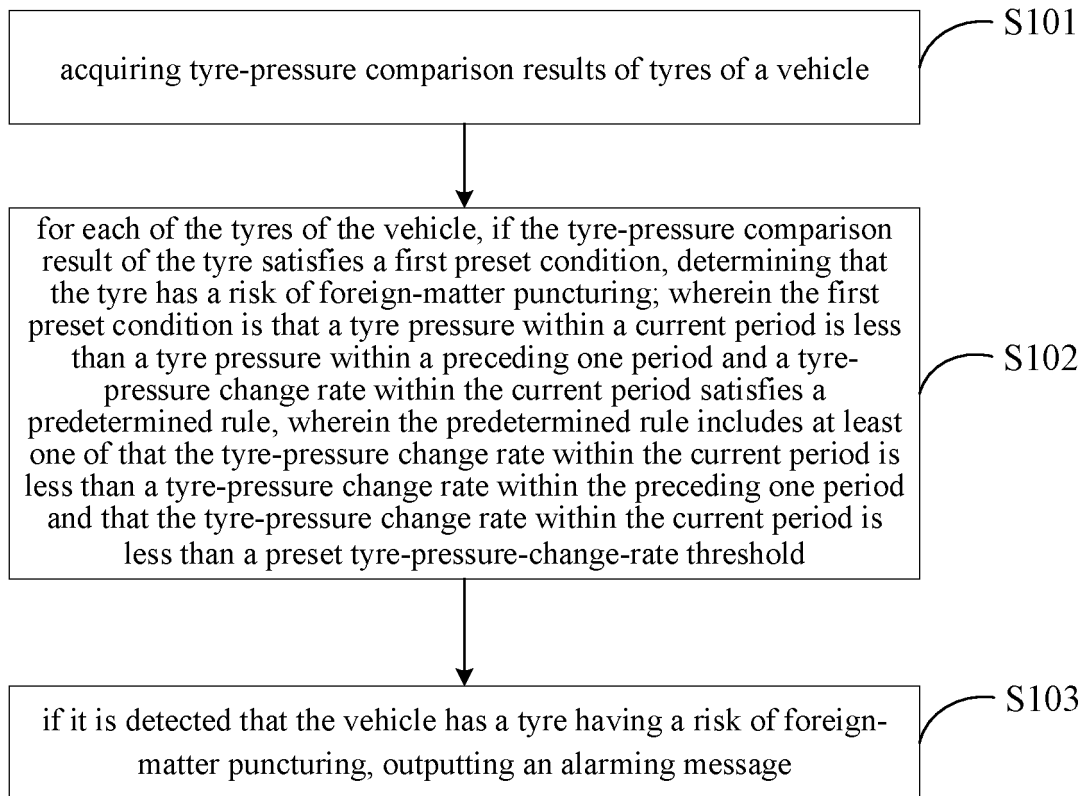 S101
acquiring tyre-pressure comparison results of tyres of a vehicle
for each of the tyres of the vehicle, if the tyre-pressure comparison
result of the tyre satisfies a first preset condition, determining that
the tyre has a risk of foreign-matter puncturing; wherein the first
preset condition is that a tyre pressure within a current period is less
than a tyre pressure within a preceding one period and a tyre-
pressure change rate within the current period satisfies a
predetermined rule, wherein the predetermined rule includes at least
one of that the tyre-pressure change rate within the current period is
less than a tyre-pressure change rate within the preceding one period
and that the tyre-pressure change rate within the current period is
less than a preset tyre-pressure-change-rate threshold
S102
if it is detected that the vehicle has a tyre having a risk of foreign-
matter puncturing, outputting an alarming message
S103